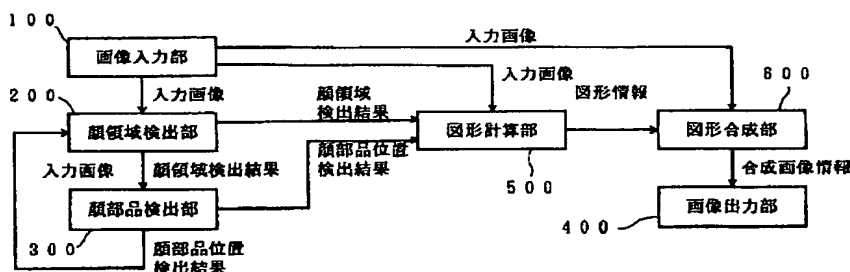 100
画像入力部
入力画像
入力画像
入力画像
200
顔領域検出部
顔領域
検出結果
図形計算部
500
図形情報
600
図形合成部
入力画像
顔領域検出結果
顔部品位置
検出結果
合成画像情報
顔部品検出部
300
顔部品位置
検出結果
画像出力部
400